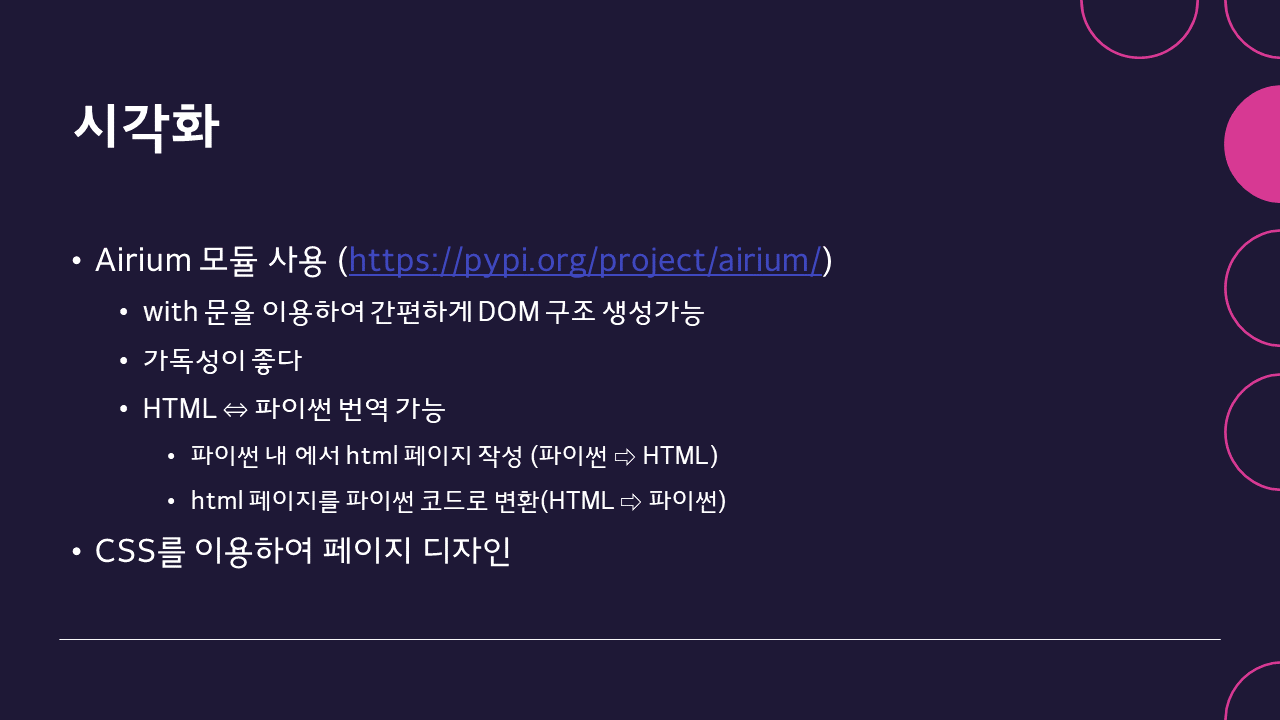 시각화
• Airium 모듈 사용 (https://pypi.org/project/airium/)
• with 문을 이용하여 간편하게 DOM 구조 생성가능
• 가독성이 좋다
• HTML ⇔ 파이썬 번역 가능
• 파이썬 내 에서 html 페이지 작성 (파이썬 ⇨ HTML)
• html 페이지를 파이썬 코드로 변환(HTML ⇨ 파이썬)
• CSS를 이용하여 페이지 디자인